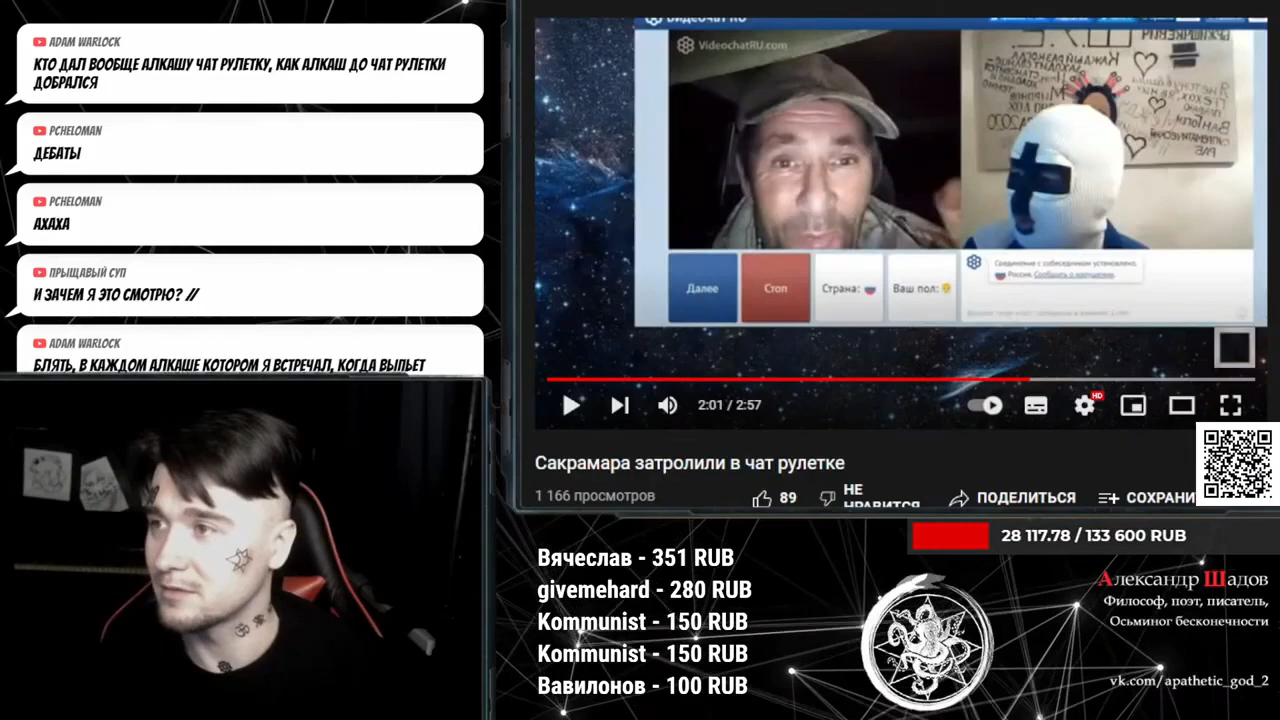 ADAM WARLOCK
КТО ДАЛ ВООБЩЕ АЛКАШУ ЧАТ РУЛЕТКУ, КАК АЛКАШ ДО ЧАТ РУЛЕТКИ
ДОБРАЛСЯ
PCHELOMAN
ДЕБАТЫ
PCHELOMAN
АХАХА
ПРЫЩАВЫЙ СУП
И ЗАЧЕМ Я ЭТО СМОТРЮ? //
ADAM WARLOCK
БЛЯТЬ, В КАЖДОМ АЛКАШЕ КОТОРОМ Я ВСТРЕЧАЛ, КОГДА ВЫПЬЕТ
VideochatRU.com
Далее
Стоп
Страна:
Ваш пол:
Соединение с собеседником установлено.
Россия. Сообщить о нарушении.
2:01 / 2:57
HD
Сакрамара затролили в чат рулетке
1 166 просмотров
89
НЕ
НРАВИТСЯ
ПОДЕЛИТЬСЯ
СОХРАНИ
28 117.78 / 133 600 RUB
Вячеслав - 351 RUB
givemehard - 280 RUB
Kommunist - 150 RUB
Kommunist - 150 RUB
Вавилонов - 100 RUB
Александр Шадов
Философ, поэт, писатель,
Осьминог бесконечности
vk.com/apathetic_god_2